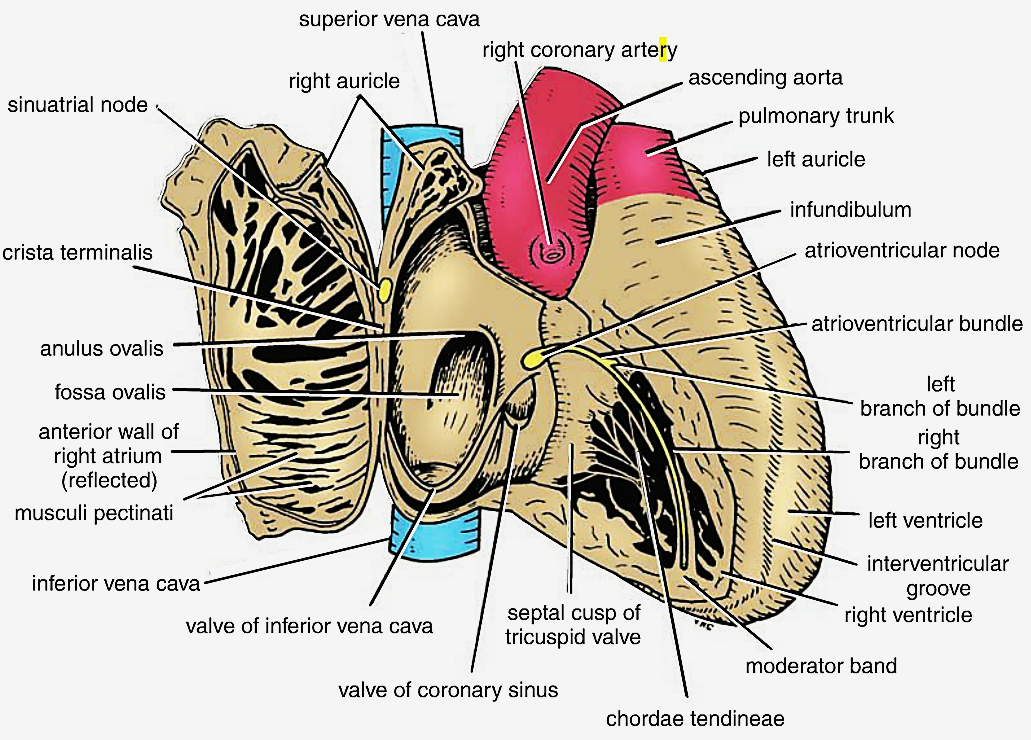 superior vena cava
right coronary artery
right auricle
ascending aorta
sinuatrial node
pulmonary trunk
left auricle
infundibulum
crista terminalis
atrioventricular node
atrioventricular bundle
anulus ovalis
fossa ovalis
left
branch of bundle
anterior wall of
right atrium
(reflected)
right
branch of bundle
musculi pectinati
left ventricle
interventricular
groove
inferior vena cava
right ventricle
valve of inferior vena cava
septal cusp of
tricuspid valve
moderator band
valve of coronary sinus
chordae tendineae